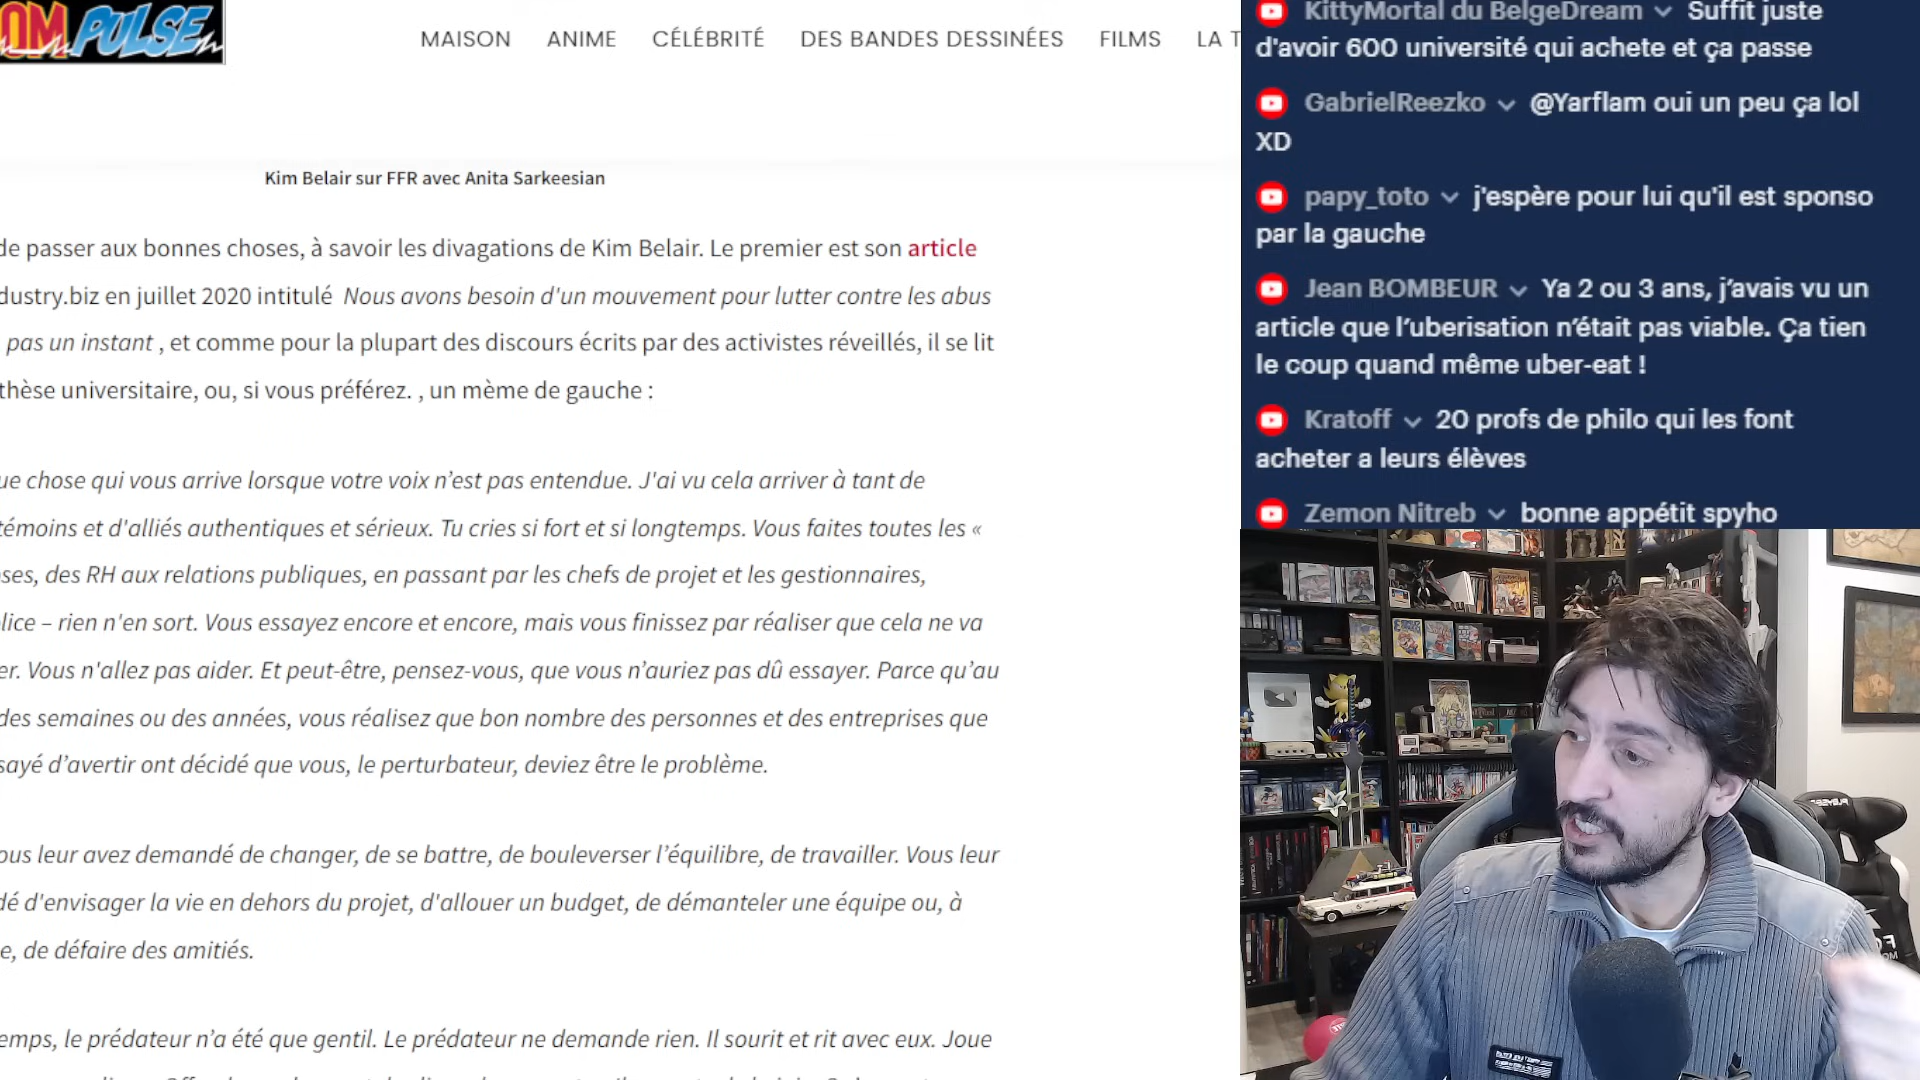 OMPULSE
MAISON ANIME CÉLÉBRITÉ DES BANDES DESSINÉES FILMS LA T
Kim Belair sur FFR avec Anita Sarkeesian
de passer aux bonnes choses, à savoir les divagations de Kim Belair. Le premier est son article
dustry.biz en juillet 2020 intitulé Nous avons besoin d'un mouvement pour lutter contre les abus
pas un instant , et comme pour la plupart des discours écrits par des activistes réveillés, il se lit
thèse universitaire, ou, si vous préférez. , un mème de gauche :
ue chose qui vous arrive lorsque votre voix n’est pas entendue. J'ai vu cela arriver à tant de
témoins et d'alliés authentiques et sérieux. Tu cries si fort et si longtemps. Vous faites toutes les «
ses, des RH aux relations publiques, en passant par les chefs de projet et les gestionnaires,
lice – rien n'en sort. Vous essayez encore et encore, mais vous finissez par réaliser que cela ne va
er. Vous n'allez pas aider. Et peut-être, pensez-vous, que vous n’auriez pas dû essayer. Parce qu’au
des semaines ou des années, vous réalisez que bon nombre des personnes et des entreprises que
sayé d’avertir ont décidé que vous, le perturbateur, deviez être le problème.
ous leur avez demandé de changer, de se battre, de bouleverser l’équilibre, de travailler. Vous leur
dé d'envisager la vie en dehors du projet, d'allouer un budget, de démanteler une équipe ou, à
e, de défaire des amitiés.
emps, le prédateur n’a été que gentil. Le prédateur ne demande rien. Il sourit et rit avec eux. Joue
KittyMortal du BelgeDream Suffit juste
d'avoir 600 université qui achete et ça passe
GabrielReezko @Yarflam oui un peu ça lol
XD
papy_toto j'espère pour lui qu'il est sponso
par la gauche
Jean BOMBEUR Ya 2 ou 3 ans, j’avais vu un
article que l’uberisation n’était pas viable. Ça tien
le coup quand même uber-eat !
Kratoff 20 profs de philo qui les font
acheter a leurs élèves
Zemon Nitreb bonne appétit spyho